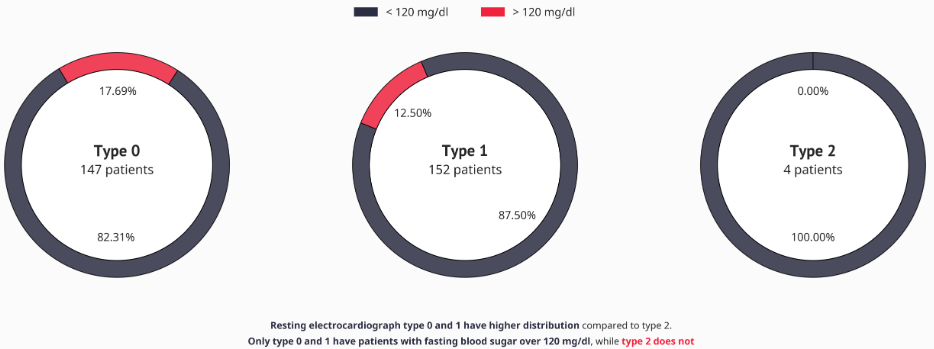 < 120 mg/dl > 120 mg/dl
17.69% 12.50% 0.00%
Type 0 Type 1 Type 2
147 patients 152 patients 4 patients
82.31% 87.50% 100.00%
Resting electrocardiograph type 0 and 1 have higher distribution compared to type 2.
Only type 0 and 1 have patients with fasting blood sugar over 120 mg/dl, while type 2 does not